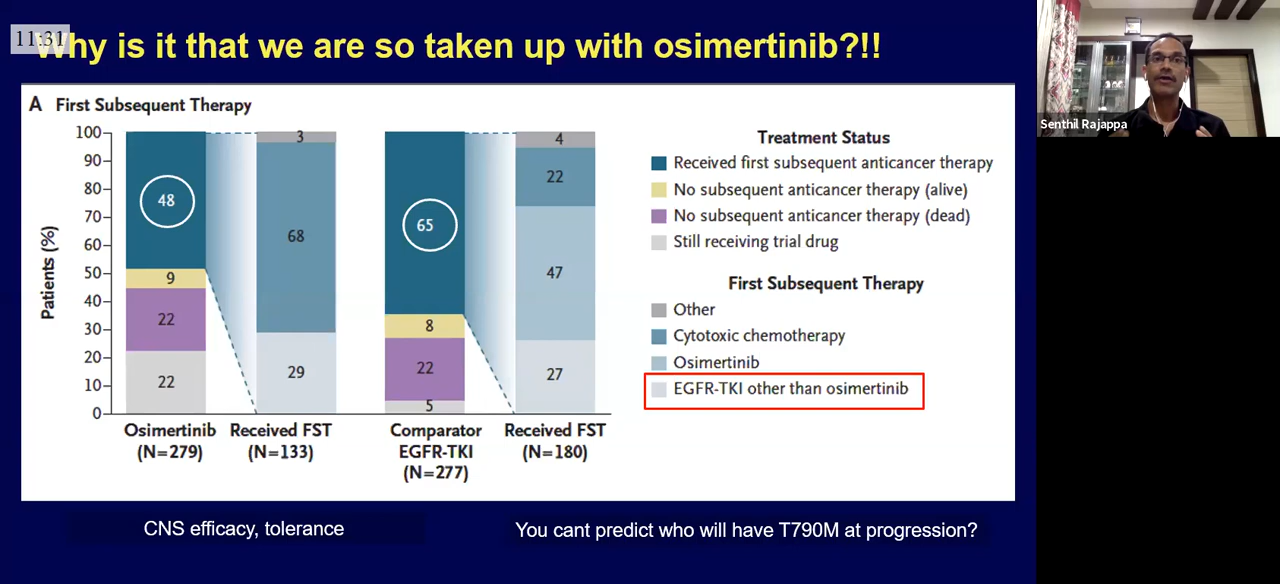 11:31
Why is it that we are so taken up with osimertinib?!!
Senthil Rajappa
A First Subsequent Therapy
Patients (%)
100
90
80
70
60
50
40
30
20
10
0
48
9
22
22
3
68
29
65
8
22
5
4
22
47
27
Osimertinib
(N=279)
Received FST
(N=133)
Comparator
EGFR-TKI
(N=277)
Received FST
(N=180)
Treatment Status
Received first subsequent anticancer therapy
No subsequent anticancer therapy (alive)
No subsequent anticancer therapy (dead)
Still receiving trial drug
First Subsequent Therapy
Other
Cytotoxic chemotherapy
Osimertinib
EGFR-TKI other than osimertinib
CNS efficacy, tolerance
You cant predict who will have T790M at progression?